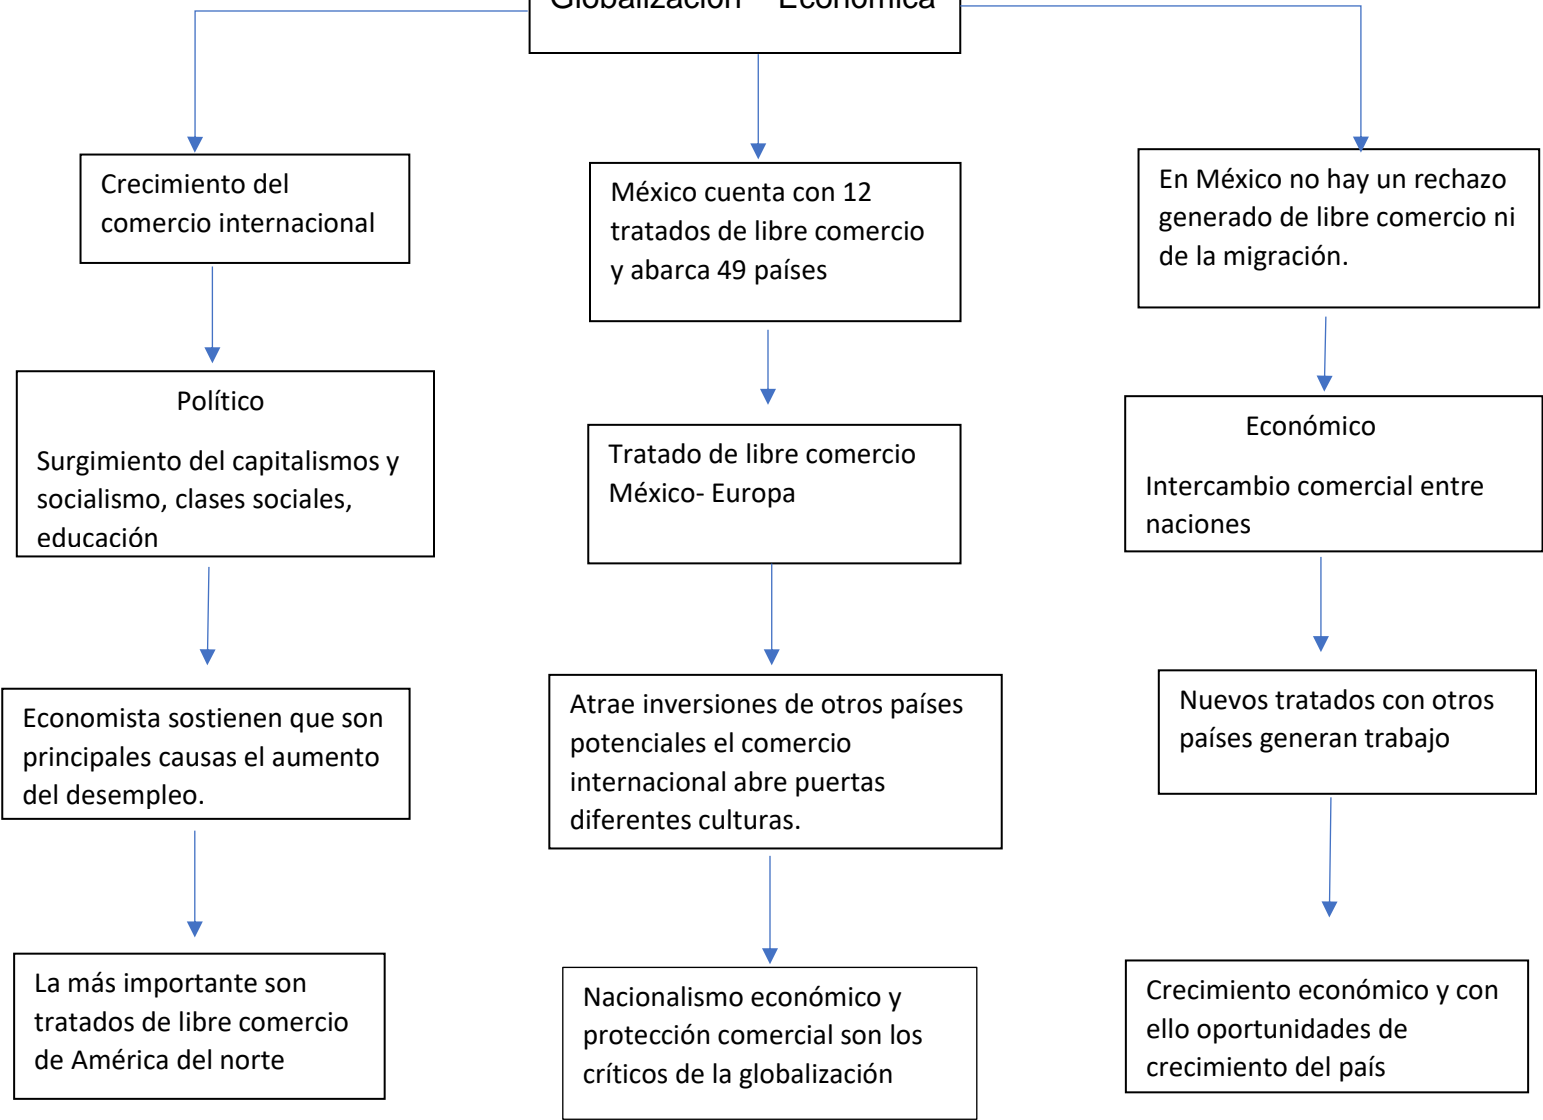 Globalización Económica
Crecimiento del
comercio internacional
México cuenta con 12
tratados de libre comercio
y abarca 49 países
En México no hay un rechazo
generado de libre comercio ni
de la migración.
Político
Surgimiento del capitalismos y
socialismo, clases sociales,
educación
Tratado de libre comercio
México- Europa
Económico
Intercambio comercial entre
naciones
Economista sostienen que son
principales causas el aumento
del desempleo.
Atrae inversiones de otros países
potenciales el comercio
internacional abre puertas
diferentes culturas.
Nuevos tratados con otros
países generan trabajo
La más importante son
tratados de libre comercio
de América del norte
Nacionalismo económico y
protección comercial son los
críticos de la globalización
Crecimiento económico y con
ello oportunidades de
crecimiento del país